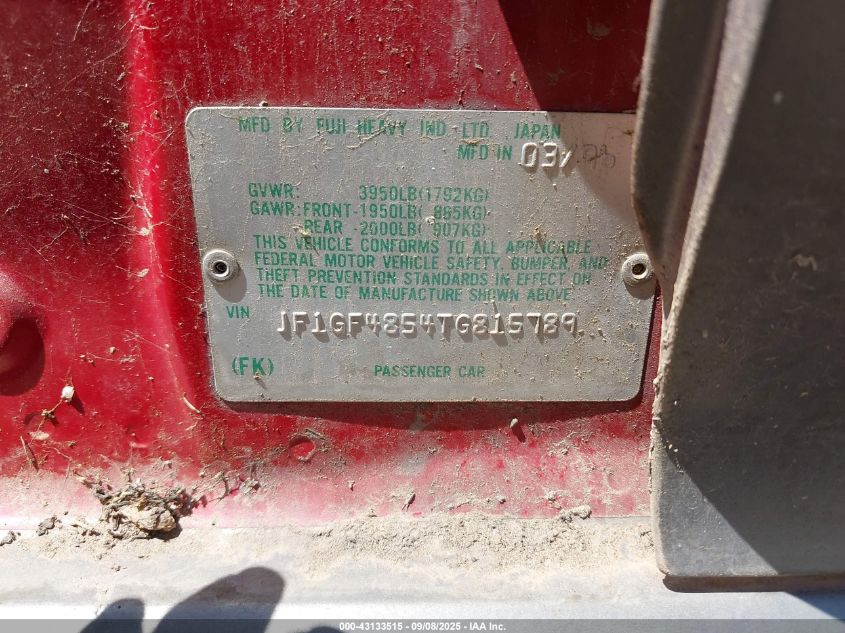 MFD BY FUJI HEAVY IND. LTD. JAPAN
MFD IN 03/96
GVWR: 3950LB(1792KG)
GAWR:FRONT-1950LB( 885KG)
REAR -2000LB( 907KG)
THIS VEHICLE CONFORMS TO ALL APPLICABLE
FEDERAL MOTOR VEHICLE SAFETY, BUMPER, AND
THEFT PREVENTION STANDARDS IN EFFECT ON
THE DATE OF MANUFACTURE SHOWN ABOVE
VIN JF1GF4854TG815789
(FK) PASSENGER CAR
000-43133515 - 09/08/2025 - IAA Inc.